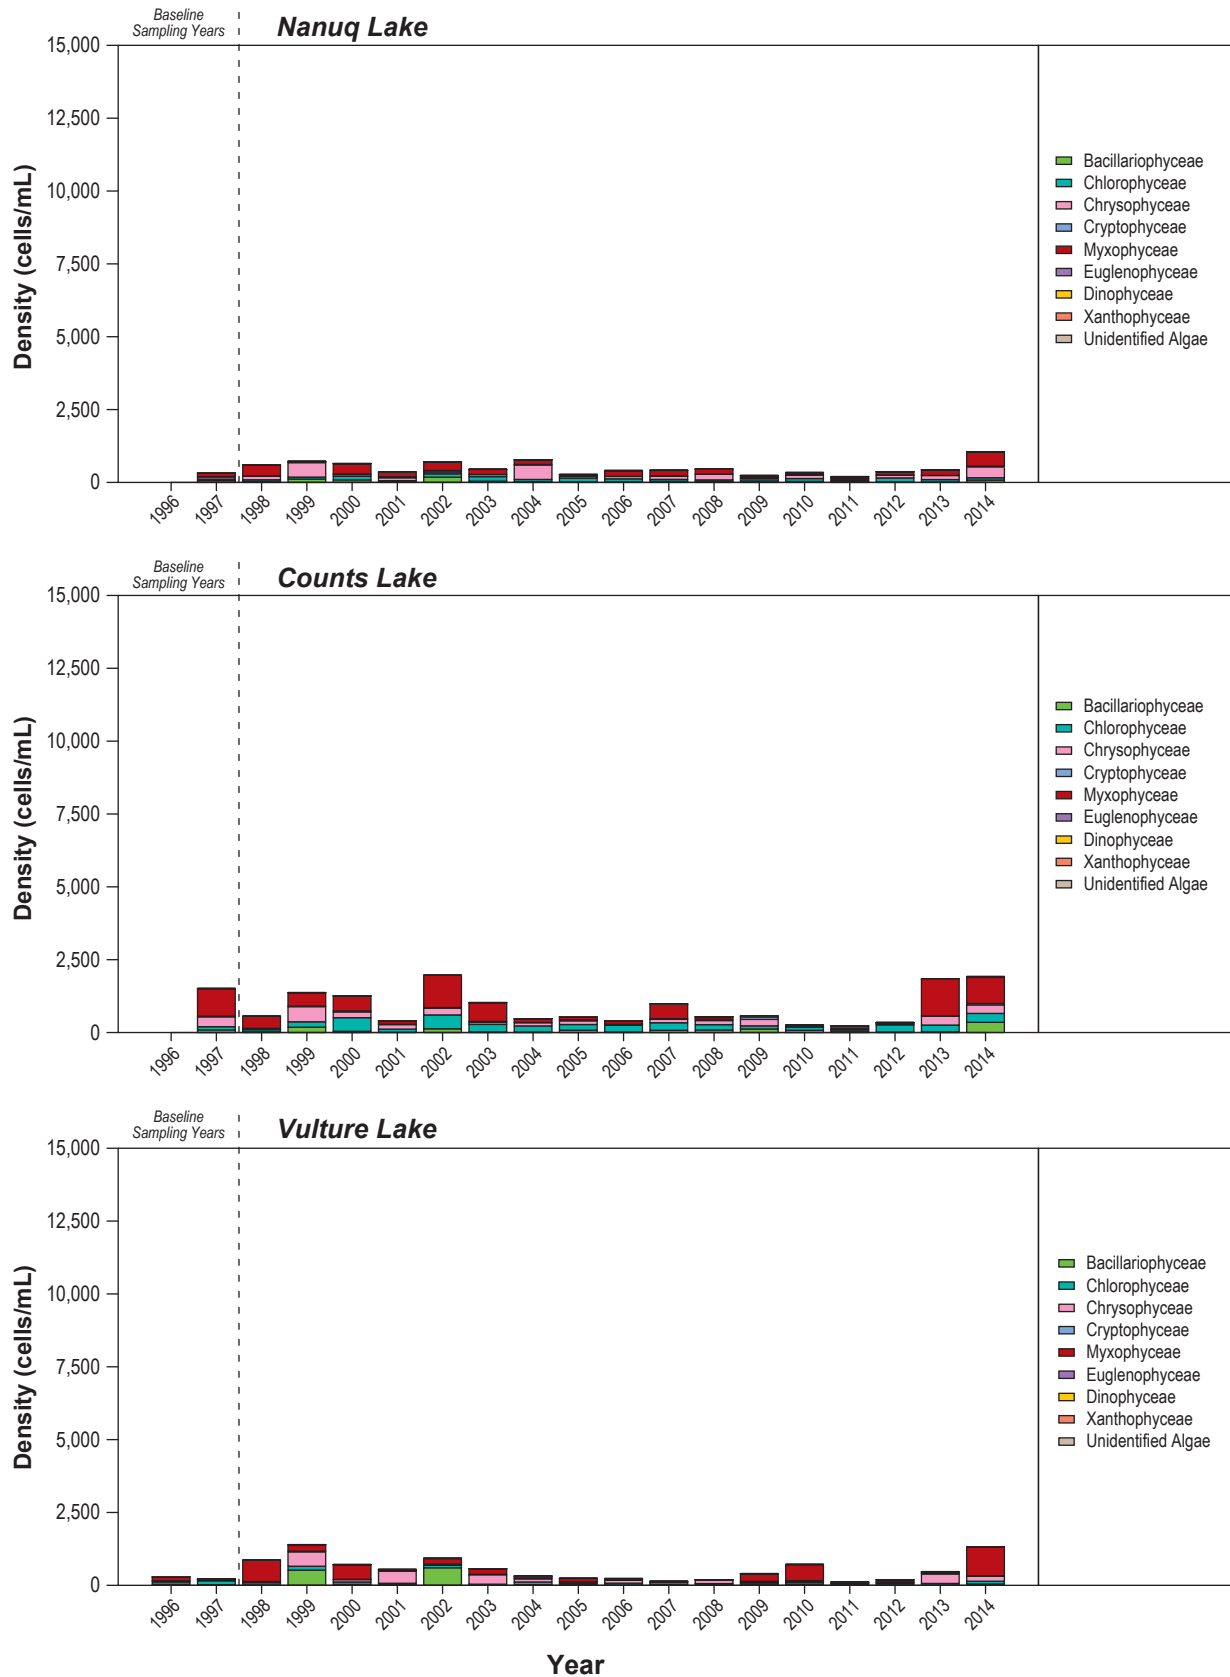 Baseline
Sampling Years
Nanuq Lake
15,000
12,500
10,000
7,500
5,000
2,500
0
Density (cells/mL)
1996
1997
1998
1999
2000
2001
2002
2003
2004
2005
2006
2007
2008
2009
2010
2011
2012
2013
2014
Bacillariophyceae
Chlorophyceae
Chrysophyceae
Cryptophyceae
Myxophyceae
Euglenophyceae
Dinophyceae
Xanthophyceae
Unidentified Algae
Baseline
Sampling Years
Counts Lake
15,000
12,500
10,000
7,500
5,000
2,500
0
Density (cells/mL)
1996
1997
1998
1999
2000
2001
2002
2003
2004
2005
2006
2007
2008
2009
2010
2011
2012
2013
2014
Bacillariophyceae
Chlorophyceae
Chrysophyceae
Cryptophyceae
Myxophyceae
Euglenophyceae
Dinophyceae
Xanthophyceae
Unidentified Algae
Baseline
Sampling Years
Vulture Lake
15,000
12,500
10,000
7,500
5,000
2,500
0
Density (cells/mL)
1996
1997
1998
1999
2000
2001
2002
2003
2004
2005
2006
2007
2008
2009
2010
2011
2012
2013
2014
Bacillariophyceae
Chlorophyceae
Chrysophyceae
Cryptophyceae
Myxophyceae
Euglenophyceae
Dinophyceae
Xanthophyceae
Unidentified Algae
Year